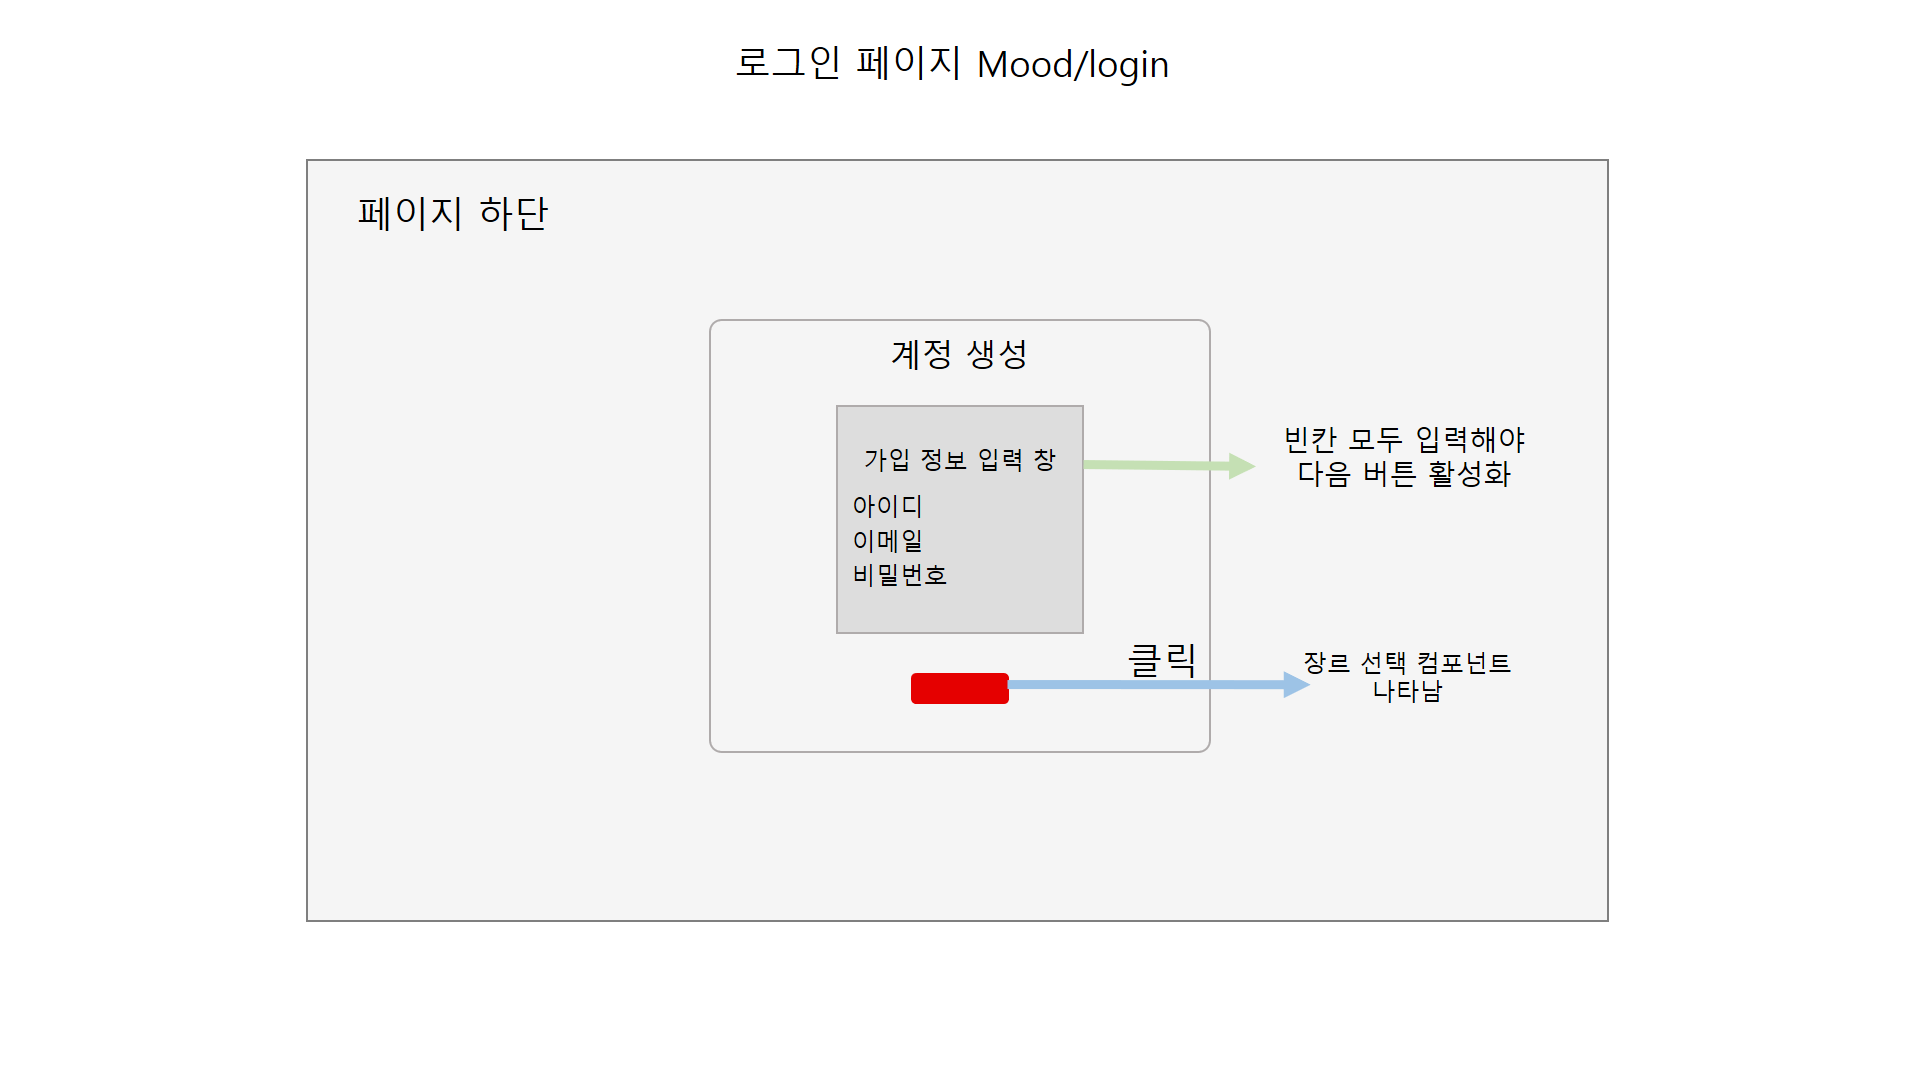 로그인 페이지 Mood/login
페이지 하단
계정 생성
가입 정보 입력 창
아이디
이메일
비밀번호
빈칸 모두 입력해야
다음 버튼 활성화
클릭
장르 선택 컴포넌트
나타남